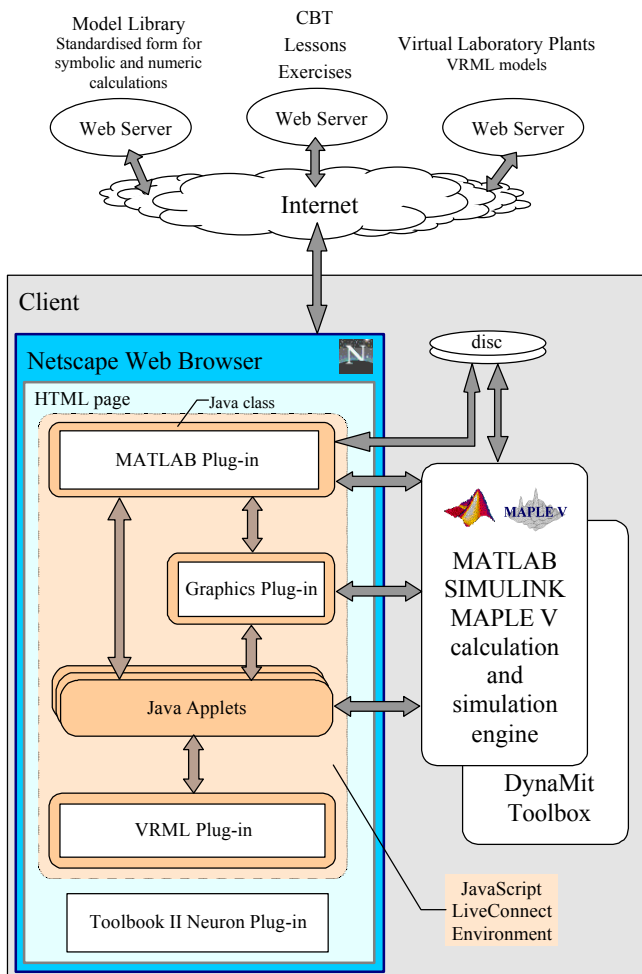 Model Library
Standardised form for
symbolic and numeric
calculations
Web Server
CBT
Lessons
Exercises
Web Server
Virtual Laboratory Plants
VRML models
Web Server
Internet
Client
Netscape Web Browser
N
HTML page
Java class
MATLAB Plug-in
Graphics Plug-in
Java Applets
VRML Plug-in
Toolbook II Neuron Plug-in
disc
MAPLE V
MATLAB
SIMULINK
MAPLE V
calculation
and
simulation
engine
DynaMit
Toolbox
JavaScript
LiveConnect
Environment